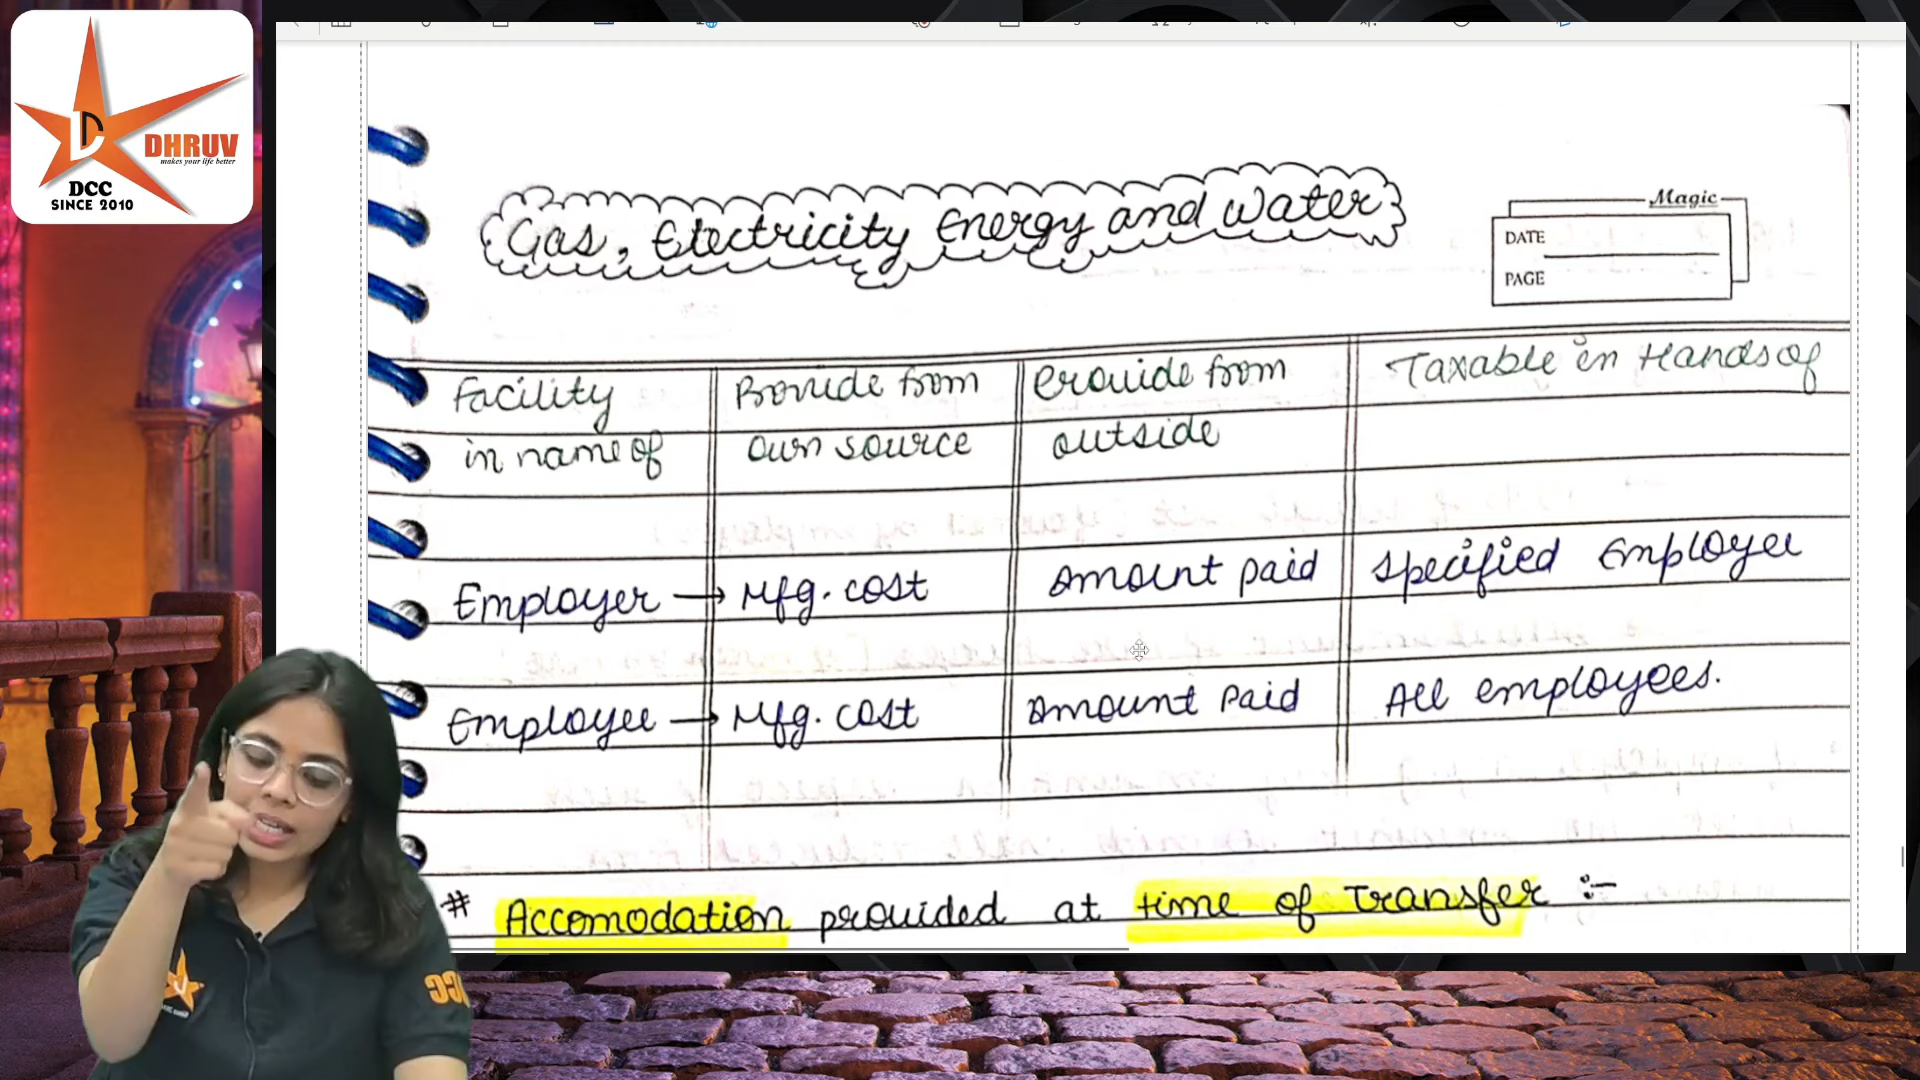 DHRUV
makes your life better
DCC
SINCE 2010
Gas, Electricity Energy and Water
Magic
DATE
PAGE
Facility in name of
Provide from own source
Provide from outside
Taxable in Hands of
Employer → Mfg. cost Amount paid Specified Employee
Employee → Mfg. cost Amount Paid All employees.
# Accomodation provided at time of Transfer :-
DCC